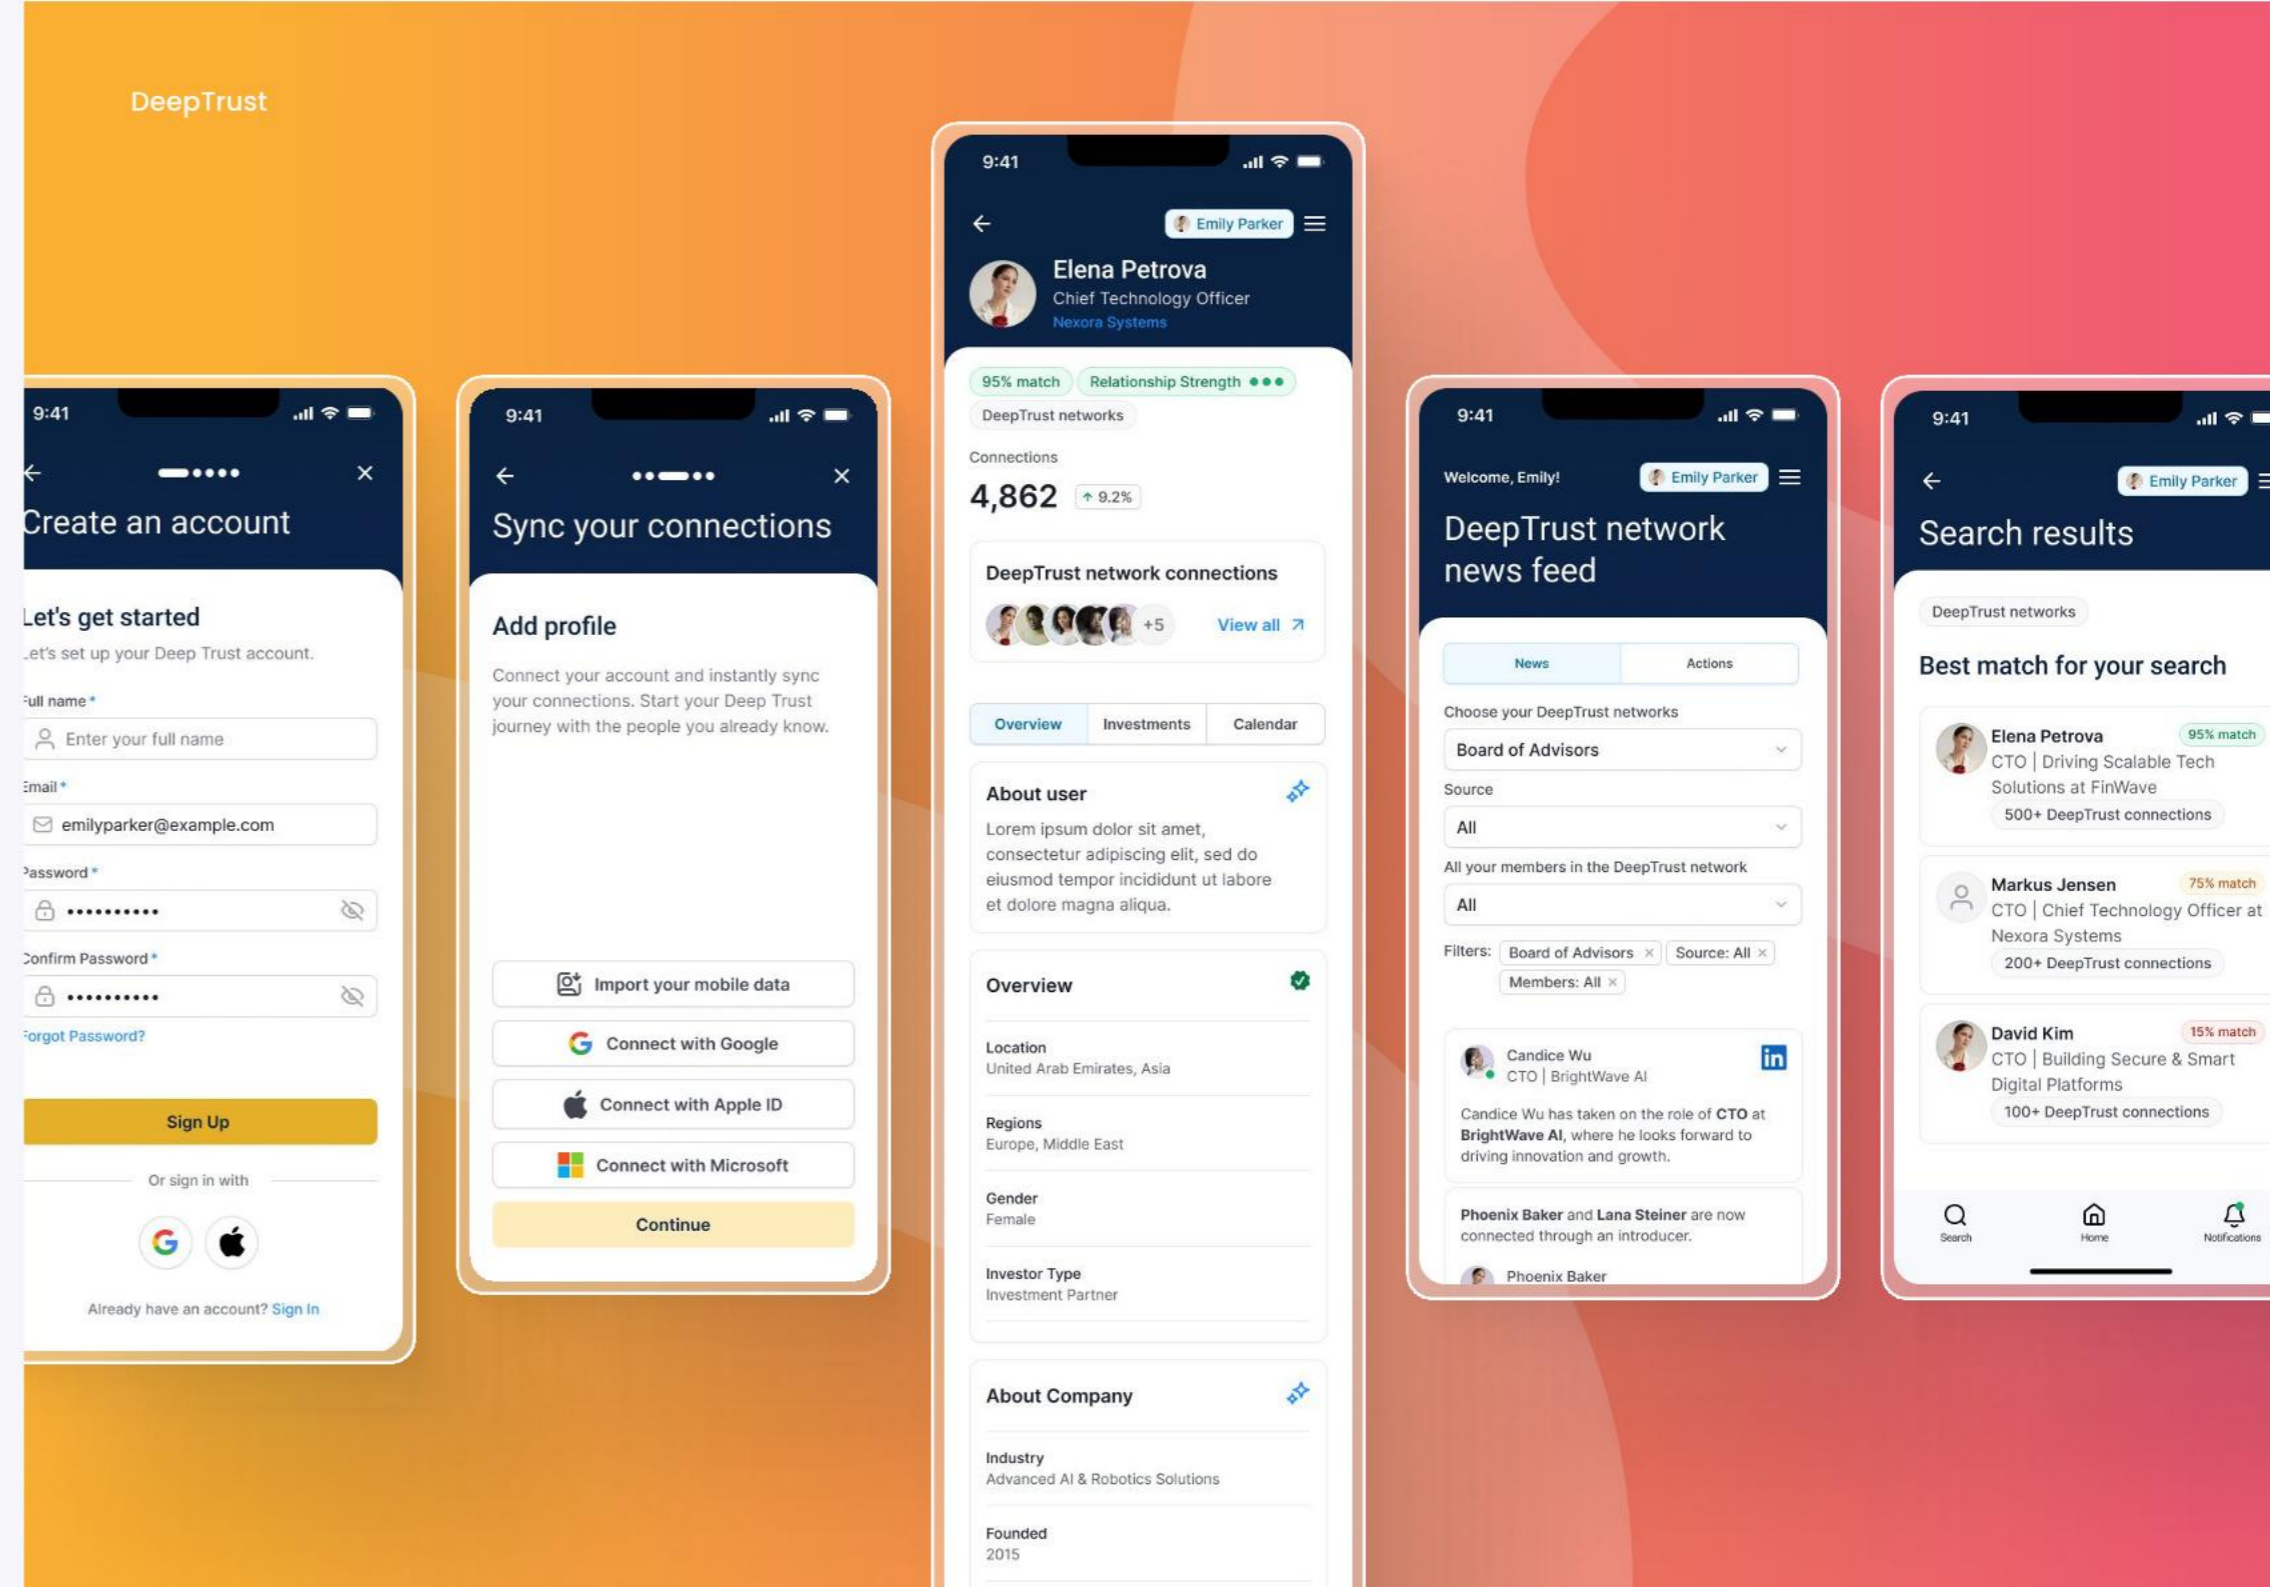 DeepTrust
9:41
Create an account
Let's get started
Let's set up your Deep Trust account.
Full name *
Enter your full name
Email *
emilyparker@example.com
Password *
Confirm Password *
Forgot Password?
Sign Up
Or sign in with
Already have an account? Sign In
9:41
Sync your connections
Add profile
Connect your account and instantly sync
your connections. Start your Deep Trust
journey with the people you already know.
Import your mobile data
Connect with Google
Connect with Apple ID
Connect with Microsoft
Continue
9:41
Emily Parker
Elena Petrova
Chief Technology Officer
Nexora Systems
95% match
Relationship Strength
DeepTrust networks
Connections
4,862
9.2%
DeepTrust network connections
+5
View all
Overview
Investments
Calendar
About user
Lorem ipsum dolor sit amet,
consectetur adipiscing elit, sed do
eiusmod tempor incididunt ut labore
et dolore magna aliqua.
Overview
Location
United Arab Emirates, Asia
Regions
Europe, Middle East
Gender
Female
Investor Type
Investment Partner
About Company
Industry
Advanced AI & Robotics Solutions
Founded
2015
9:41
Welcome, Emily!
Emily Parker
DeepTrust network
news feed
News
Actions
Choose your DeepTrust networks
Board of Advisors
Source
All
All your members in the DeepTrust network
All
Filters:
Board of Advisors ×
Source: All ×
Members: All ×
Candice Wu
in
CTO | BrightWave AI
Candice Wu has taken on the role of CTO at
BrightWave AI, where he looks forward to
driving innovation and growth.
Phoenix Baker and Lana Steiner are now
connected through an introducer.
Phoenix Baker
9:41
Emily Parker
Search results
DeepTrust networks
Best match for your search
Elena Petrova
95% match
CTO | Driving Scalable Tech
Solutions at FinWave
500+ DeepTrust connections
Markus Jensen
75% match
CTO | Chief Technology Officer at
Nexora Systems
200+ DeepTrust connections
David Kim
15% match
CTO | Building Secure & Smart
Digital Platforms
100+ DeepTrust connections
Search
Home
Notifications